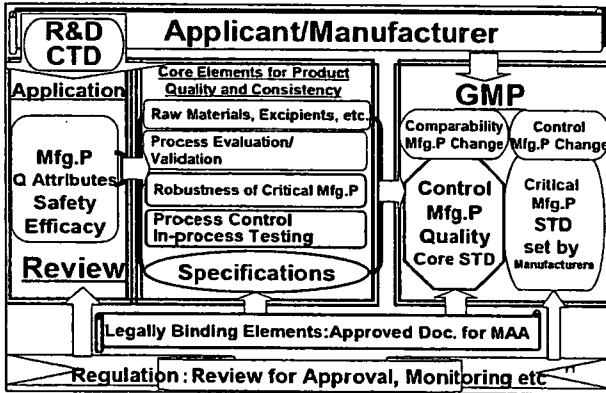 Applicant/Manufacturer
R&D
CTD
Application
Mfg.P
Q Attributes
Safety
Efficacy
Review
Core Elements for Product
Quality and Consistency
Raw Materials, Excipients, etc.
Process Evaluation/
Validation
Robustness of Critical Mfg.P
Process Control
In-process Testing
Specifications
GMP
Comparability
Mfg.P Change
Control
Mfg.P Change
Control
Mfg.P
Quality
Core STD
Critical
Mfg.P
STD
set by
Manufacturers
Legally Binding Elements:Approved Doc. for MAA
Regulation:Review for Approval, Monitoring etc